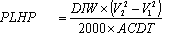 PLHP = DIW×(V₂² − V₁²) / 2000 × ACDT